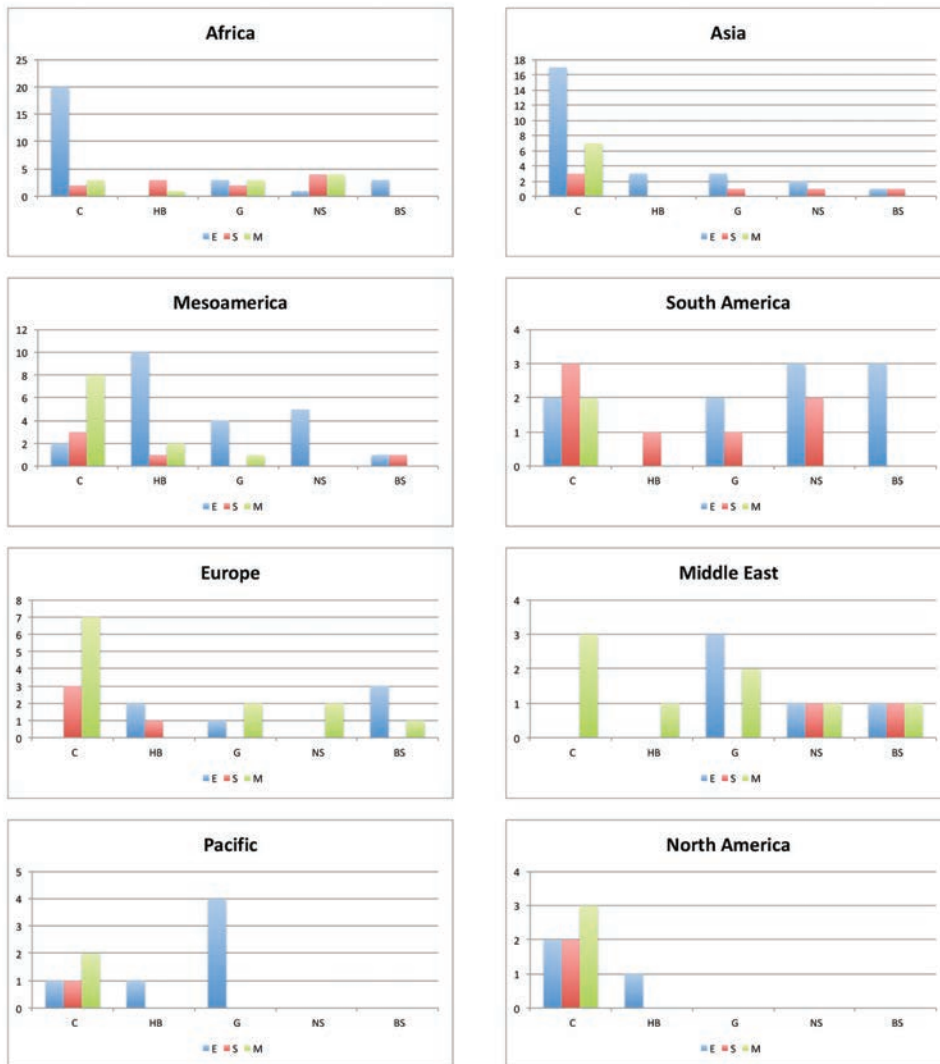 Africa
25
20
15
10
5
0
C HB G NS BS
E S M
Asia
18
16
14
12
10
8
6
4
2
0
C HB G NS BS
E S M
Mesoamerica
12
10
8
6
4
2
0
C HB G NS BS
E S M
South America
4
3
2
1
0
C HB G NS BS
E S M
Europe
8
7
6
5
4
3
2
1
0
C HB G NS BS
E S M
Middle East
4
3
2
1
0
C HB G NS BS
E S M
Pacific
5
4
3
2
1
0
C HB G NS BS
E S M
North America
4
3
2
1
0
C HB G NS BS
E S M